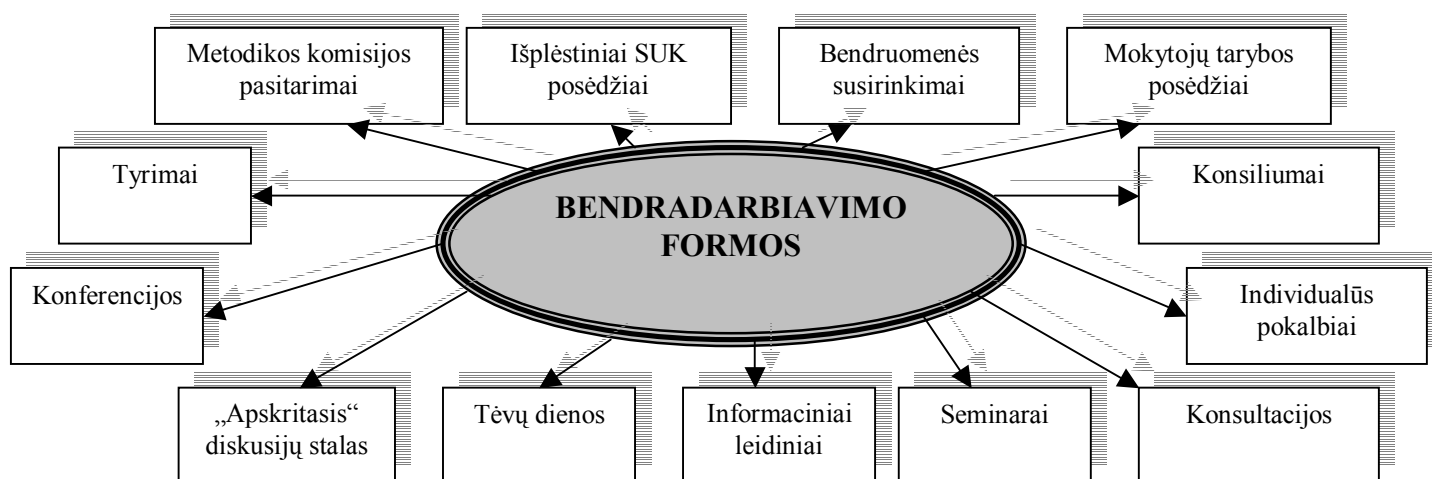 Metodikos komisijos
pasitarimai
Išplėstiniai SUK
posėdžiai
Bendruomenės
susirinkimai
Mokytojų tarybos
posėdžiai
Tyrimai
Konsiliumai
BENDRADARBIAVIMO
FORMOS
Konferencijos
Individualūs
pokalbiai
„Apskritasis“
diskusijų stalas
Tėvų dienos
Informaciniai
leidiniai
Seminarai
Konsultacijos